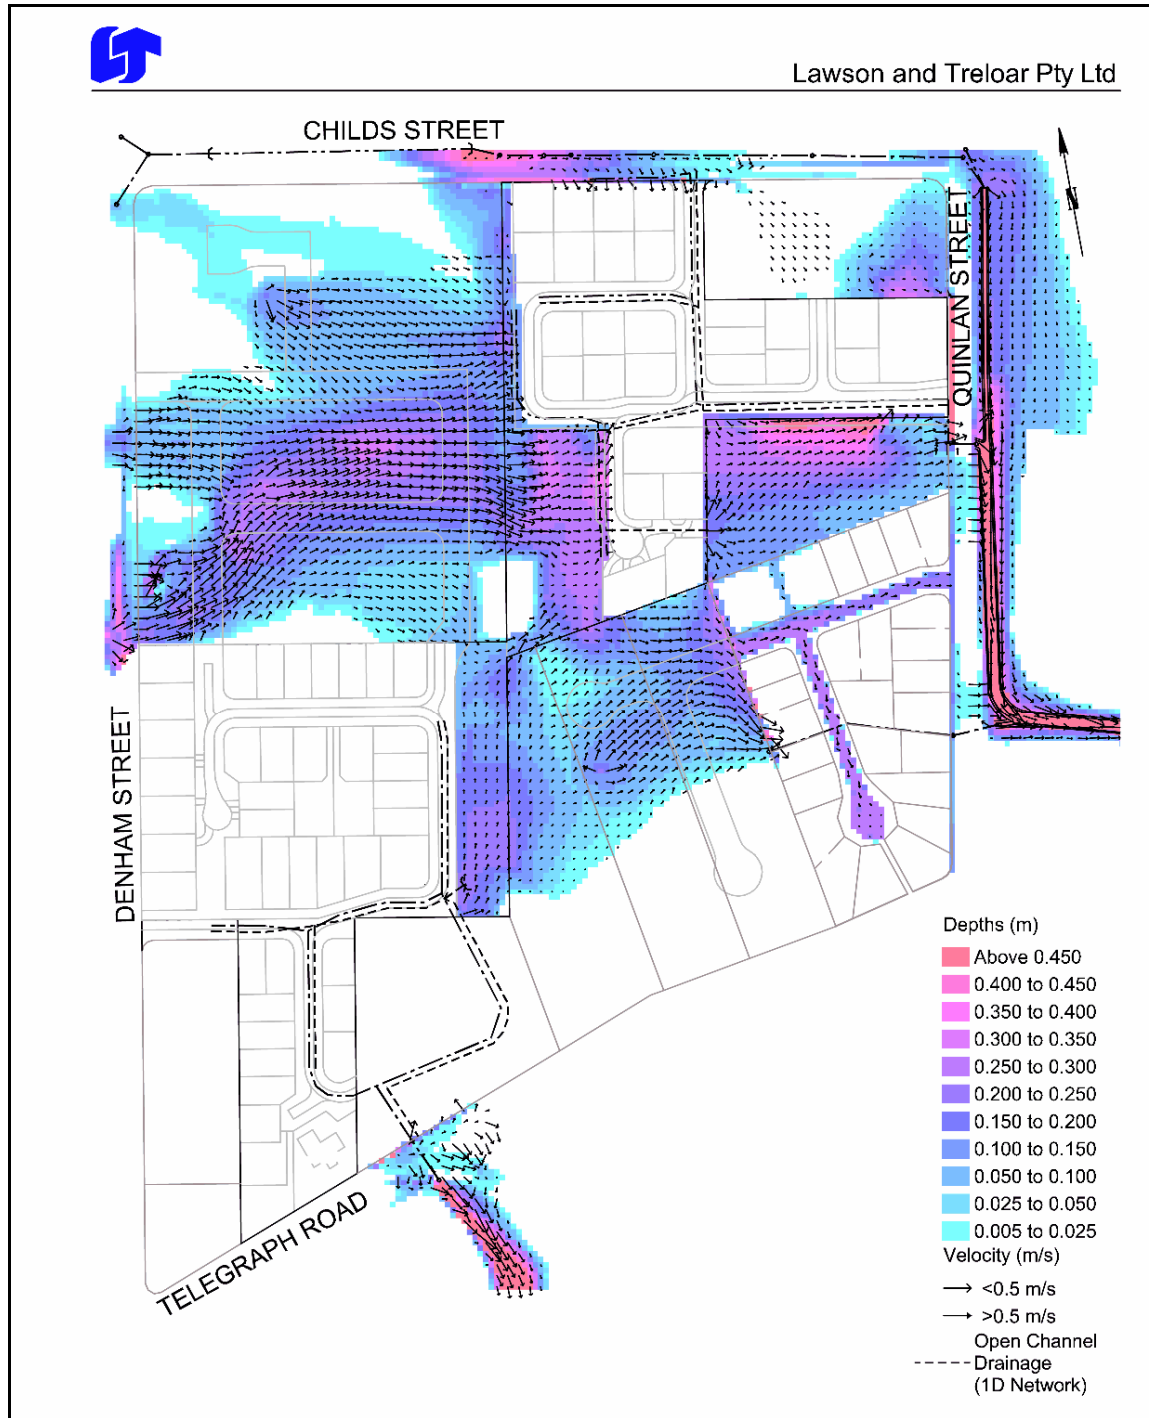 Lawson and Treloar Pty Ltd
CHILDS STREET
N
QUINLAN STREET
DENHAM STREET
TELEGRAPH ROAD
Depths (m)
Above 0.450
0.400 to 0.450
0.350 to 0.400
0.300 to 0.350
0.250 to 0.300
0.200 to 0.250
0.150 to 0.200
0.100 to 0.150
0.050 to 0.100
0.025 to 0.050
0.005 to 0.025
Velocity (m/s)
<0.5 m/s
>0.5 m/s
Open Channel
Drainage
(1D Network)